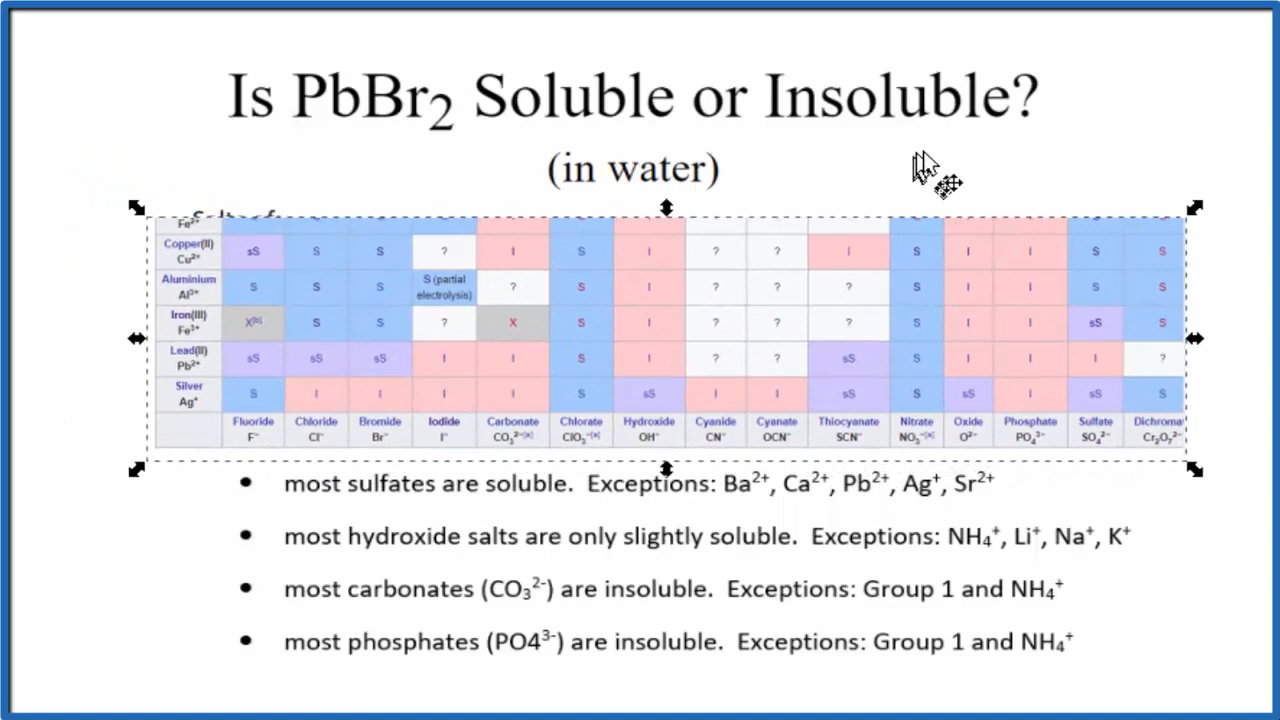 Is PbBr₂ Soluble or Insoluble?
(in water)
Fe²⁺
Copper(II) Cu²⁺ sS S S ? I S I ? ? I S I I S S
Aluminium Al³⁺ S S S S (partial electrolysis) ? S I ? ? ? S I I S S
Iron(III) Fe³⁺ X[b] S S ? X S I ? ? ? S I I sS S
Lead(II) Pb²⁺ sS sS sS I I S I ? ? sS S I I I ?
Silver Ag⁺ S I I I I S sS I I sS S sS I sS S
Fluoride Chloride Bromide Iodide Carbonate Chlorate Hydroxide Cyanide Cyanate Thiocyanate Nitrate Oxide Phosphate Sulfate Dichroma
F⁻ Cl⁻ Br⁻ I⁻ CO₃²⁻[a] ClO₃⁻[a] OH⁻ CN⁻ OCN⁻ SCN⁻ NO₃⁻[a] O²⁻ PO₄³⁻ SO₄²⁻ Cr₂O₇²⁻
• most sulfates are soluble. Exceptions: Ba²⁺, Ca²⁺, Pb²⁺, Ag⁺, Sr²⁺
• most hydroxide salts are only slightly soluble. Exceptions: NH₄⁺, Li⁺, Na⁺, K⁺
• most carbonates (CO₃²⁻) are insoluble. Exceptions: Group 1 and NH₄⁺
• most phosphates (PO4³⁻) are insoluble. Exceptions: Group 1 and NH₄⁺